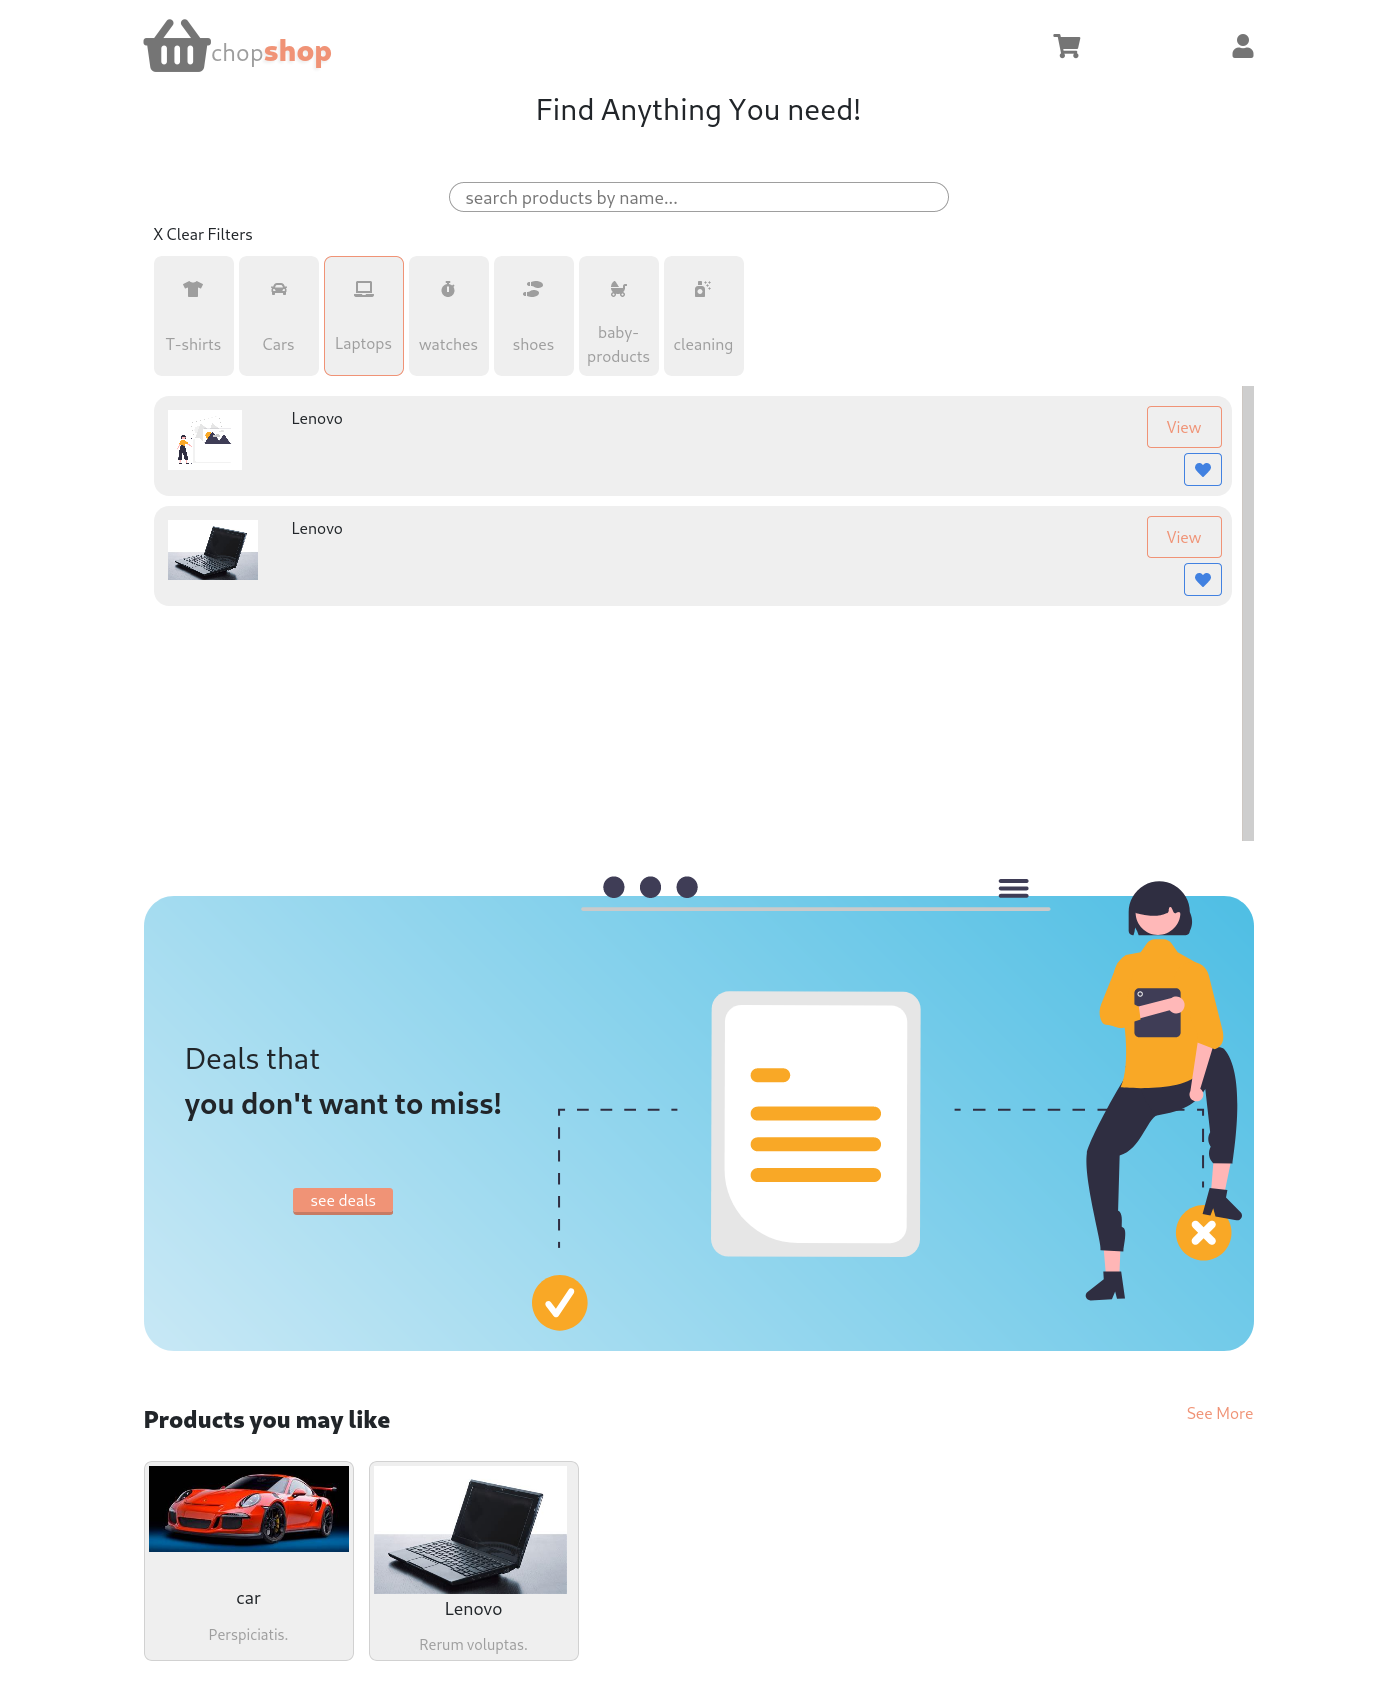 chopshop
Find Anything You need!
search products by name...
X Clear Filters
T-shirts
Cars
Laptops
watches
shoes
baby-
products
cleaning
Lenovo
View
Lenovo
View
Deals that
you don't want to miss!
see deals
Products you may like
See More
car
Perspiciatis.
Lenovo
Rerum voluptas.